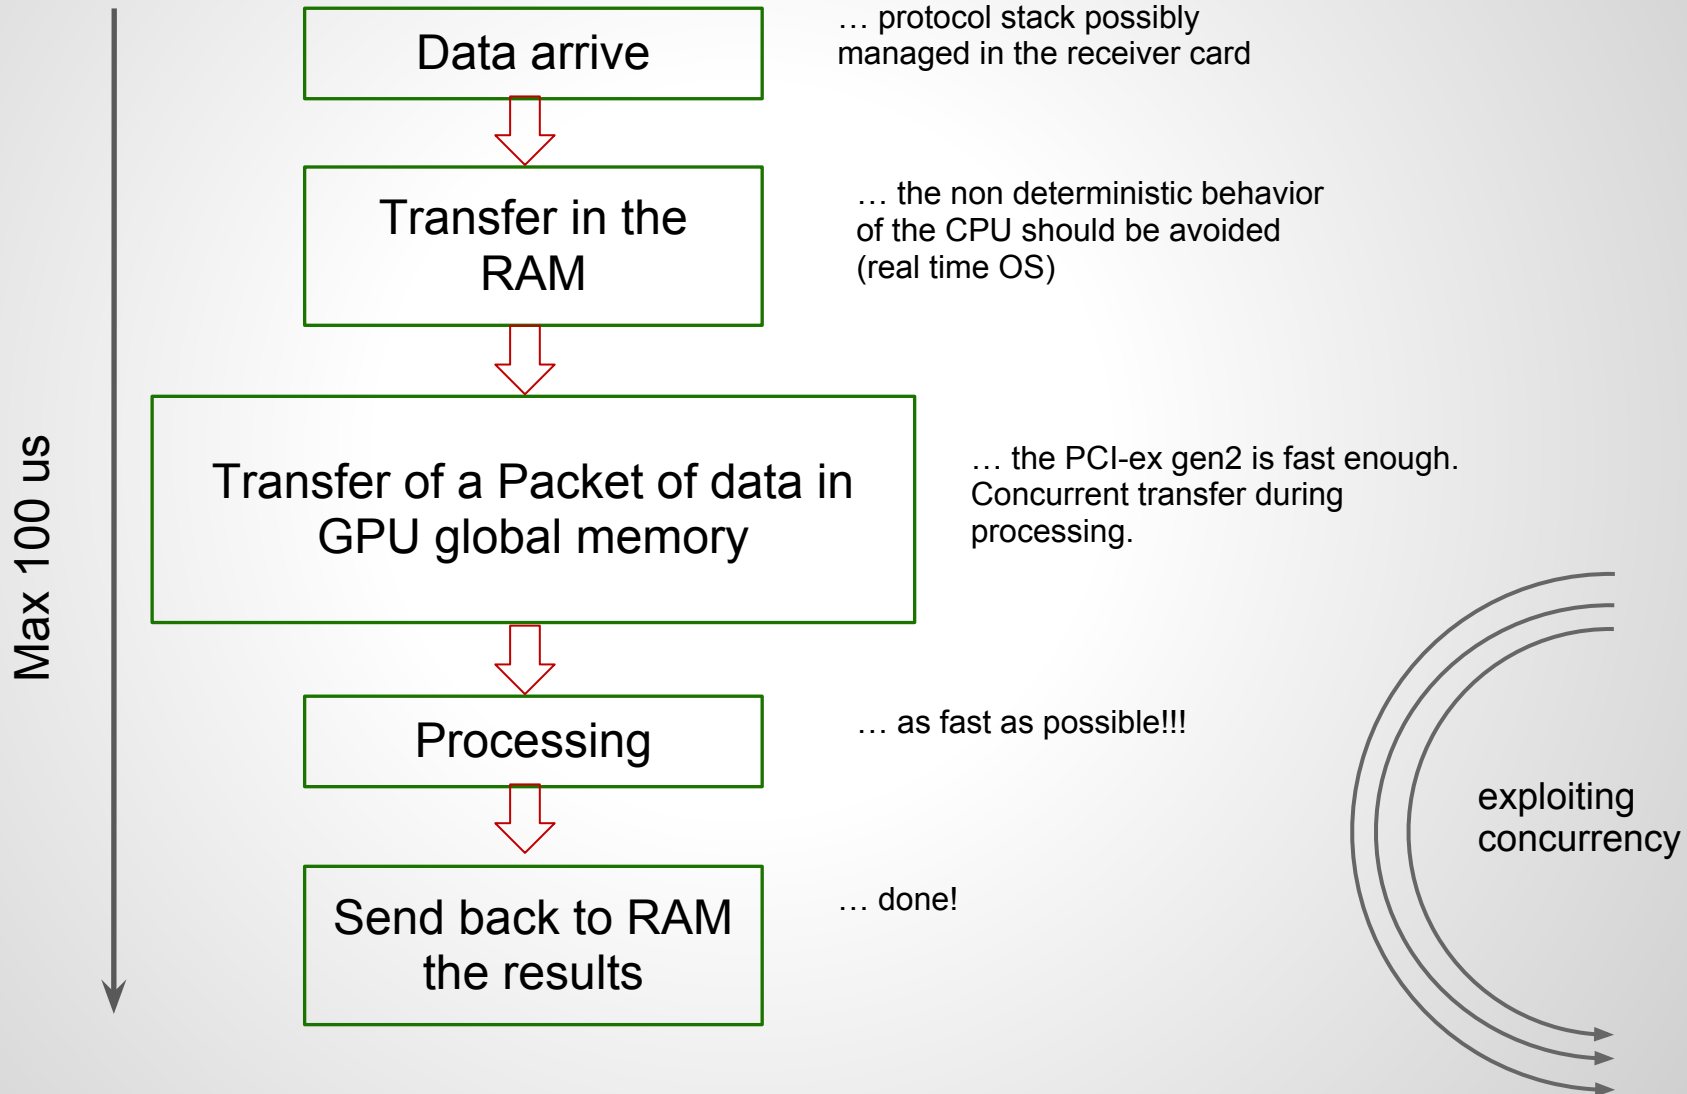 Data arrive
… protocol stack possibly
managed in the receiver card
Transfer in the
RAM
… the non deterministic behavior
of the CPU should be avoided
(real time OS)
Max 100 us
Transfer of a Packet of data in
GPU global memory
… the PCI-ex gen2 is fast enough.
Concurrent transfer during
processing.
Processing
… as fast as possible!!!
exploiting
concurrency
Send back to RAM
the results
… done!